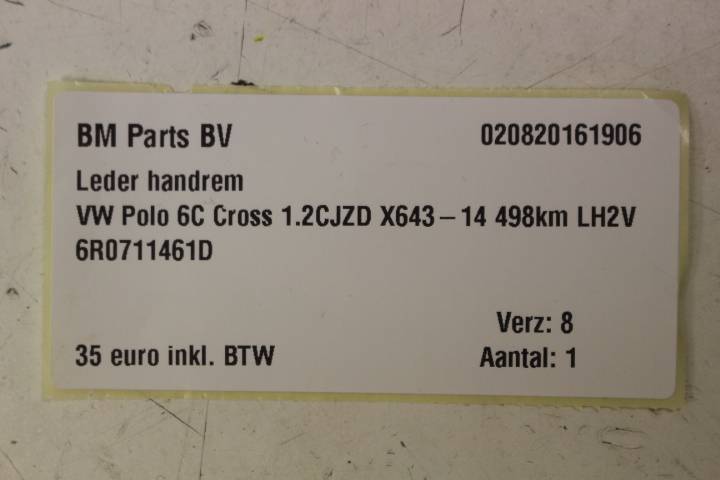 BM Parts BV 020820161906
Leder handrem
VW Polo 6C Cross 1.2CJZD X643-14 498km LH2V
6R0711461D
Verz: 8
35 euro inkl. BTW Aantal: 1